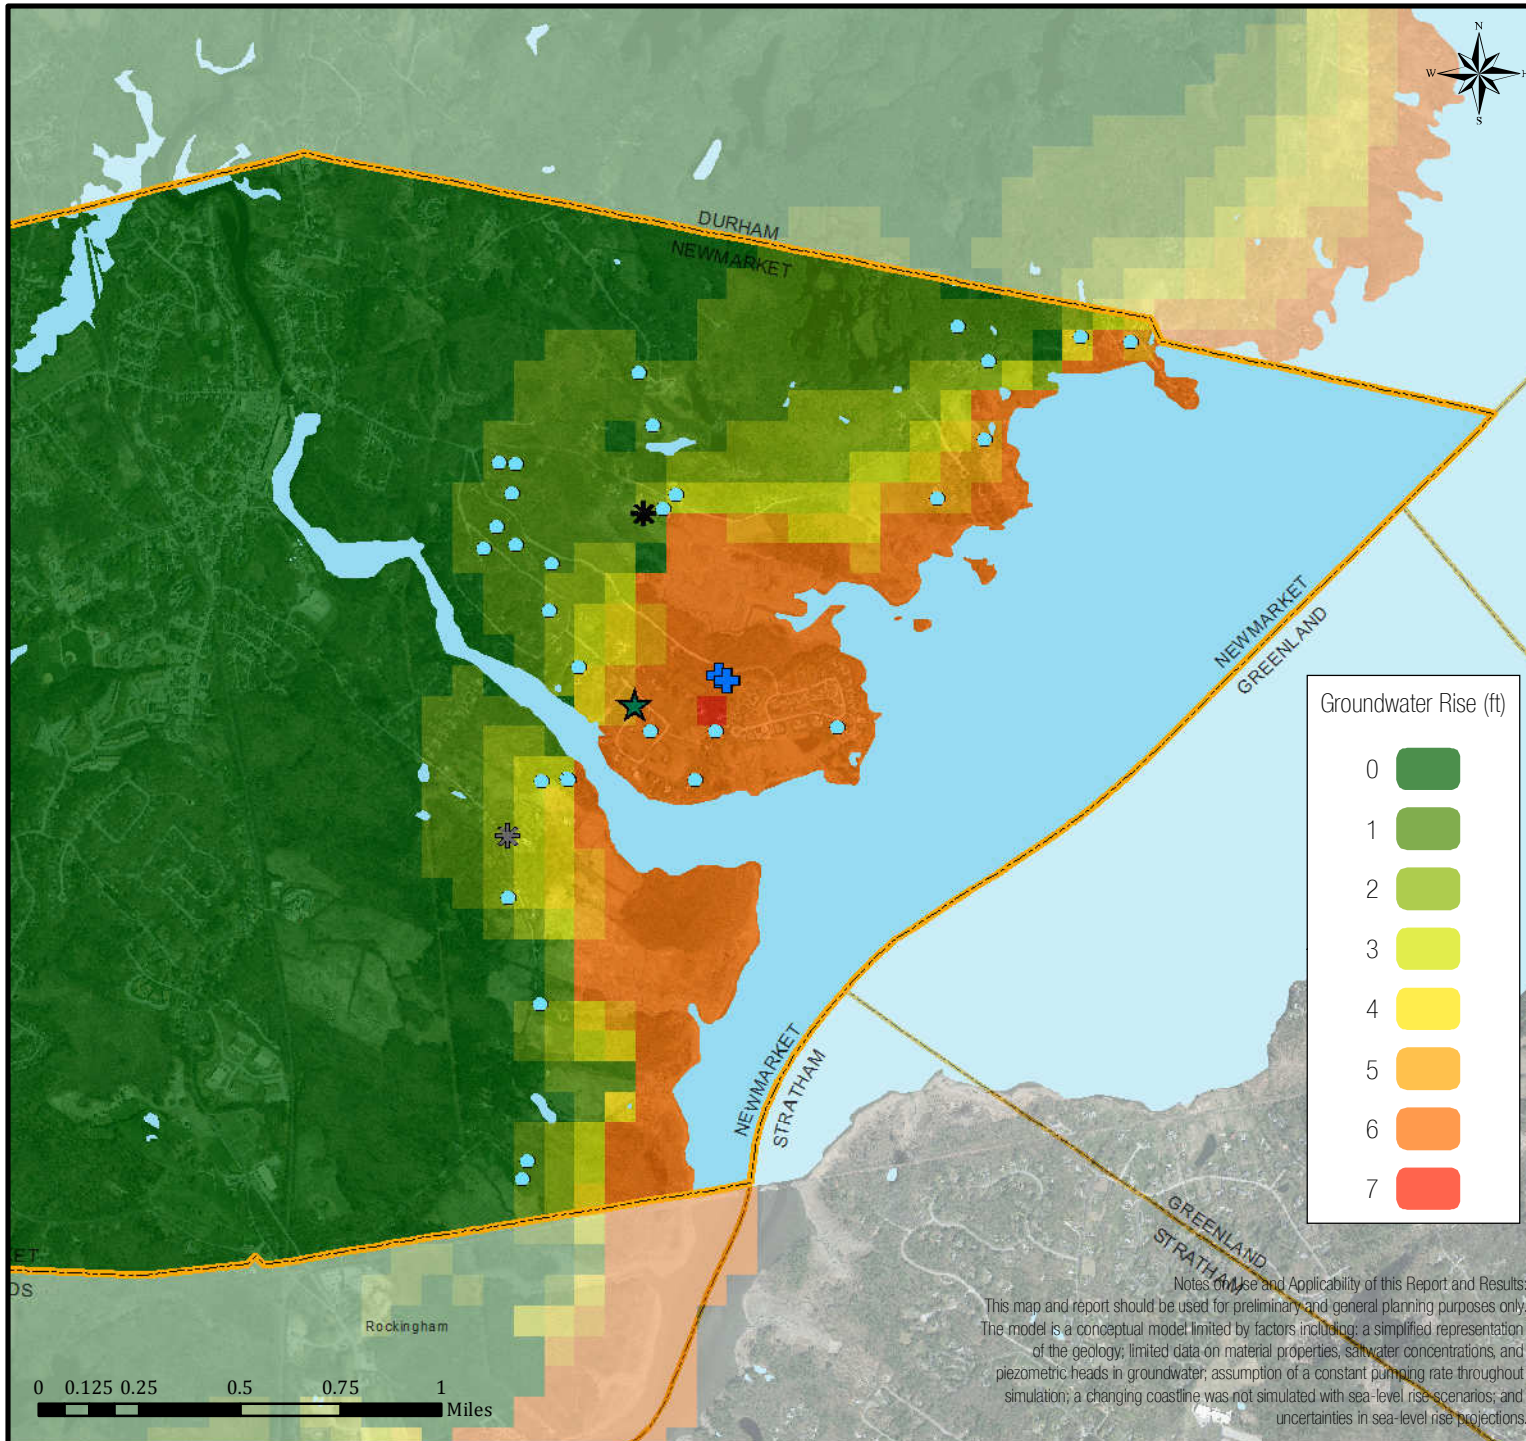 N
W
E
S
DURHAM
NEWMARKET
NEWMARKET
GREENLAND
Groundwater Rise (ft)
0
1
2
3
4
5
6
7
NEWMARKET
STRATHAM
GREENLAND
STRATHAM
KET
DS
Rockingham
0 0.125 0.25 0.5 0.75 1
Miles
Notes on Use and Applicability of this Report and Results:
This map and report should be used for preliminary and general planning purposes only.
The model is a conceptual model limited by factors including: a simplified representation
of the geology; limited data on material properties, saltwater concentrations, and
piezometric heads in groundwater; assumption of a constant pumping rate throughout
simulation; a changing coastline was not simulated with sea-level rise scenarios; and
uncertainties in sea-level rise projections.